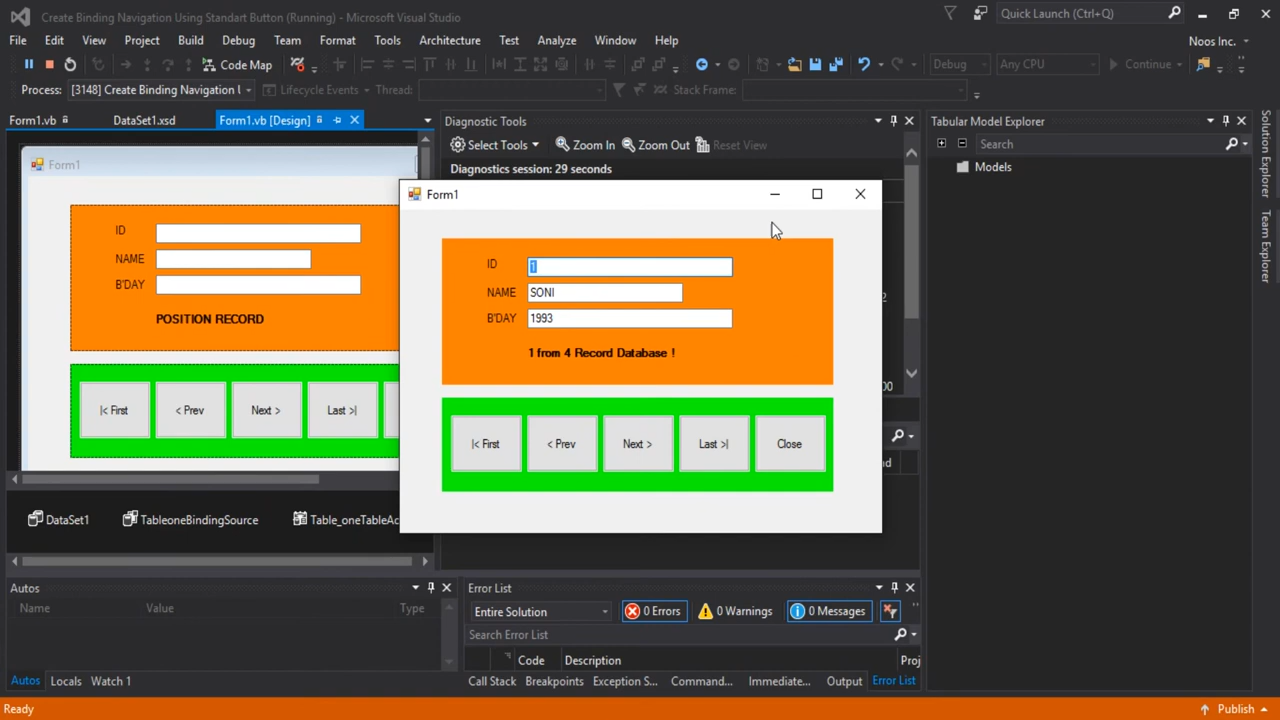 Create Binding Navigation Using Standart Button (Running) - Microsoft Visual Studio
Quick Launch (Ctrl+Q)
File Edit View Project Build Debug Team Format Tools Architecture Test Analyze Window Help
Noos Inc.
Code Map
Debug Any CPU Continue
Process: [3148] Create Binding Navigation U Lifecycle Events Thread: Stack Frame:
Form1.vb DataSet1.xsd Form1.vb [Design]
Diagnostic Tools
Tabular Model Explorer
Select Tools Zoom In Zoom Out Reset View
Search
Diagnostics session: 29 seconds
Models
Solution Explorer
Team Explorer
Form1
ID
NAME
B'DAY
POSITION RECORD
|< First < Prev Next > Last >|
Form1
ID 1
NAME SONI
B'DAY 1993
1 from 4 Record Database !
|< First < Prev Next > Last >| Close
DataSet1 TableoneBindingSource Table_oneTableAc
Autos
Name Value Type
Autos Locals Watch 1
Error List
Entire Solution 0 Errors 0 Warnings 0 Messages
Search Error List
Code Description Proj
Call Stack Breakpoints Exception S... Command... Immediate... Output Error List
Ready
Publish